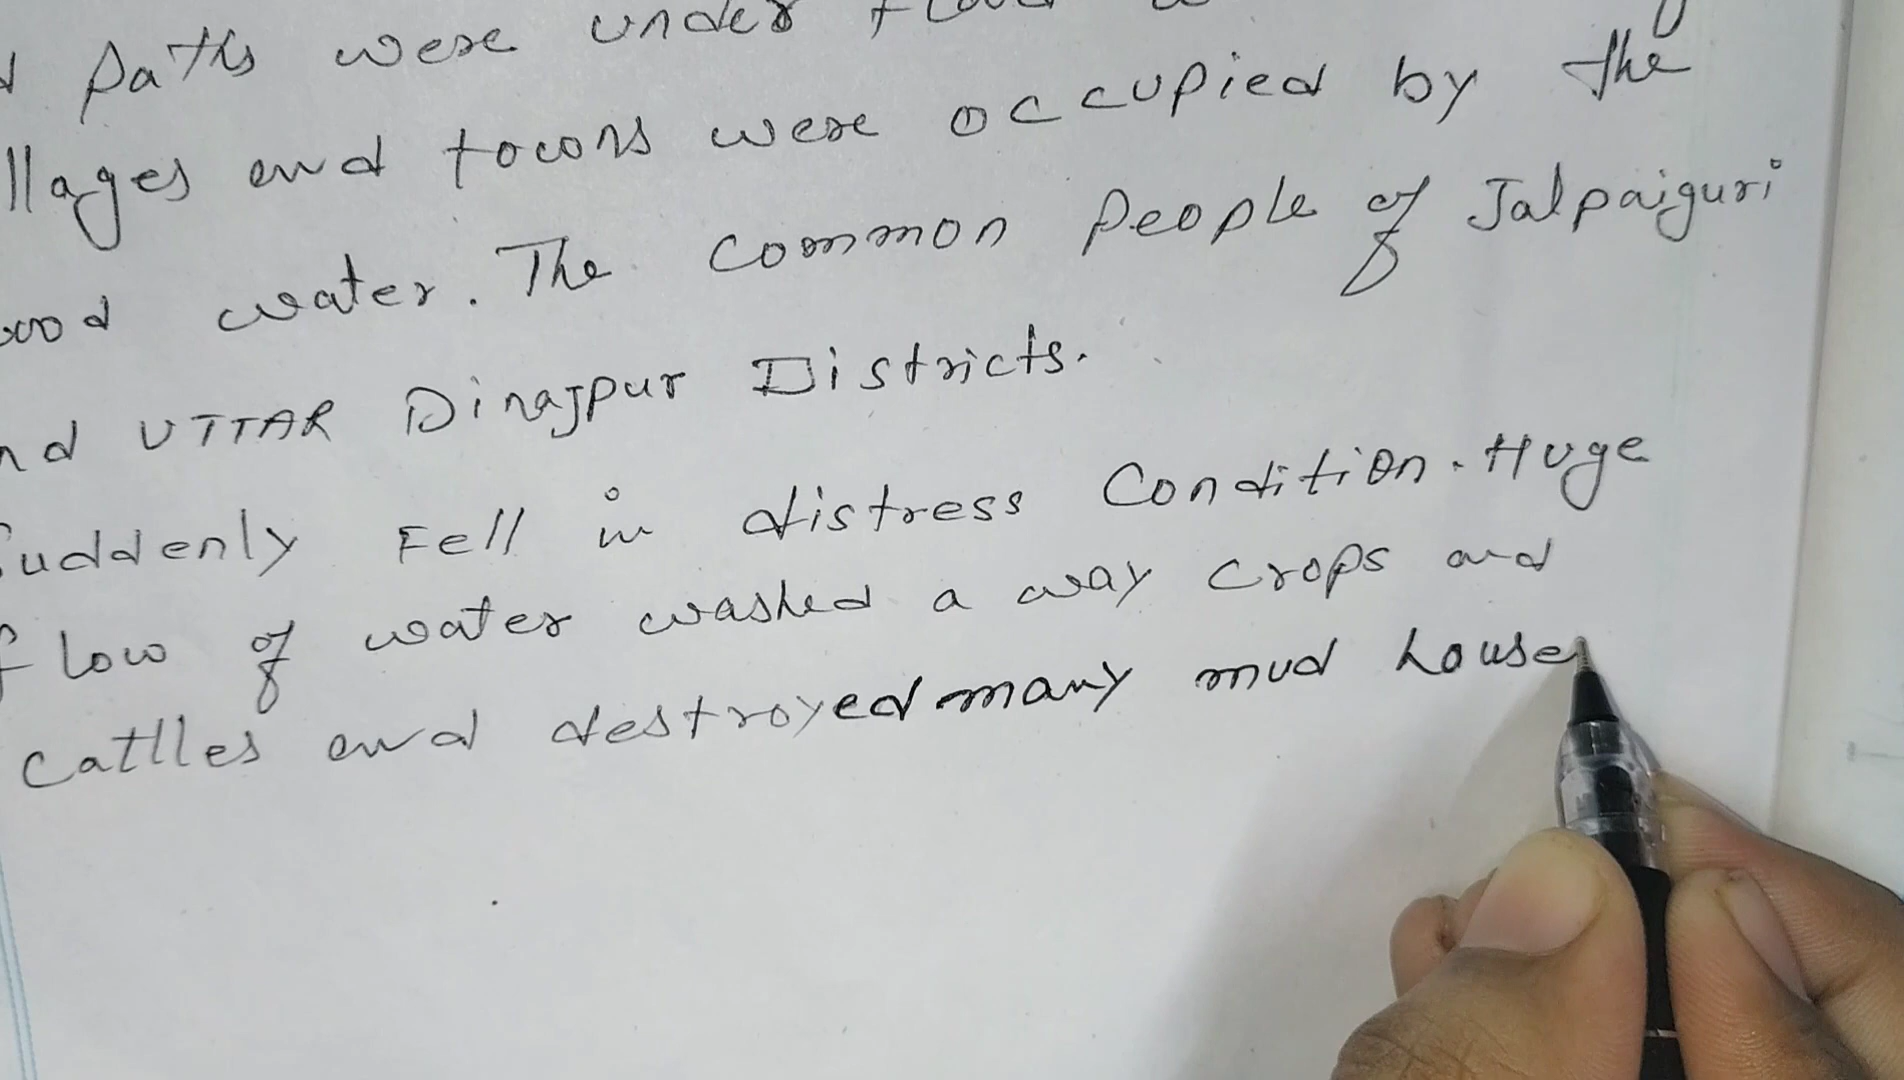 paths were under
llages and towns were occupied by the
ood water. The common people of Jalpaiguri
nd UTTAR Dinajpur Districts.
Suddenly Fell in distress Condition. Huge
flow of water washed a way crops and
catlles and destroyed many mud houses